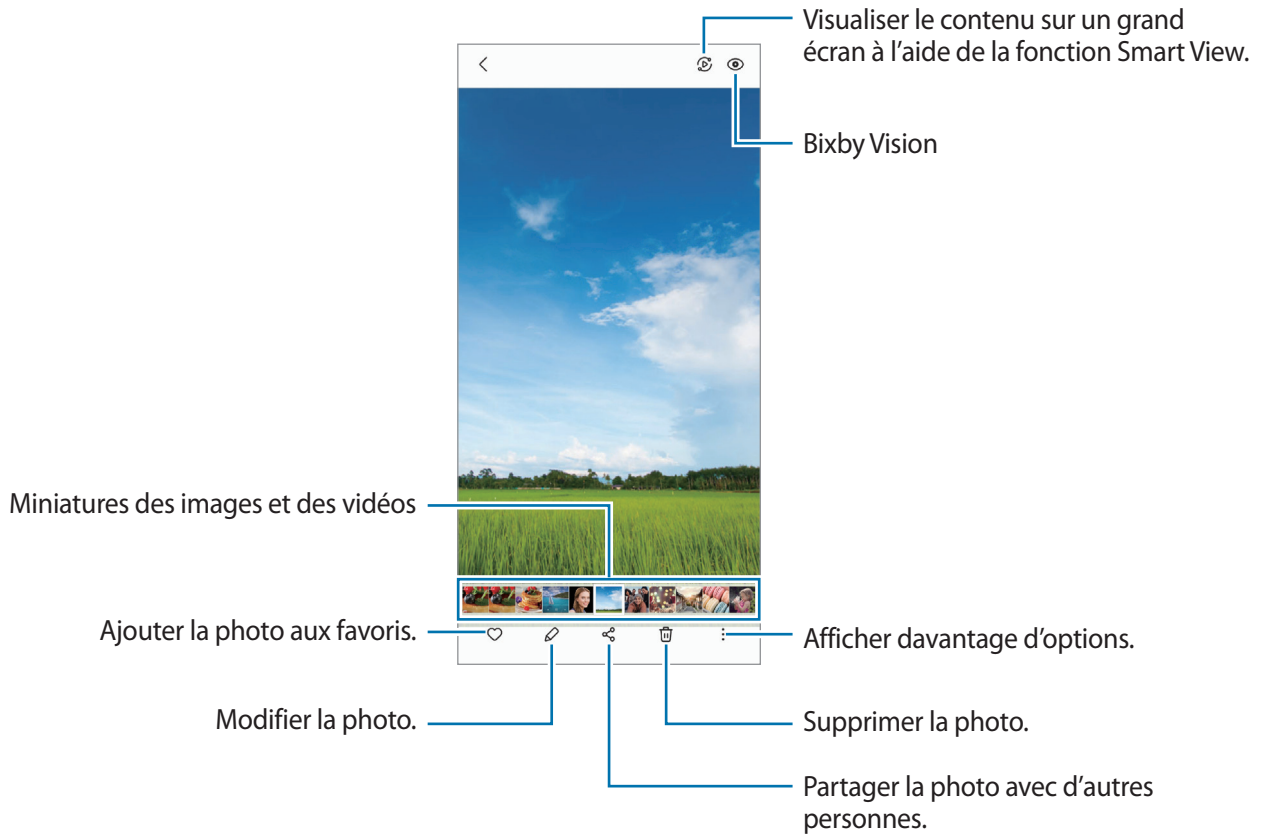 Visualiser le contenu sur un grand
écran à l’aide de la fonction Smart View.
Bixby Vision
Miniatures des images et des vidéos
Ajouter la photo aux favoris.
Afficher davantage d’options.
Modifier la photo.
Supprimer la photo.
Partager la photo avec d’autres
personnes.